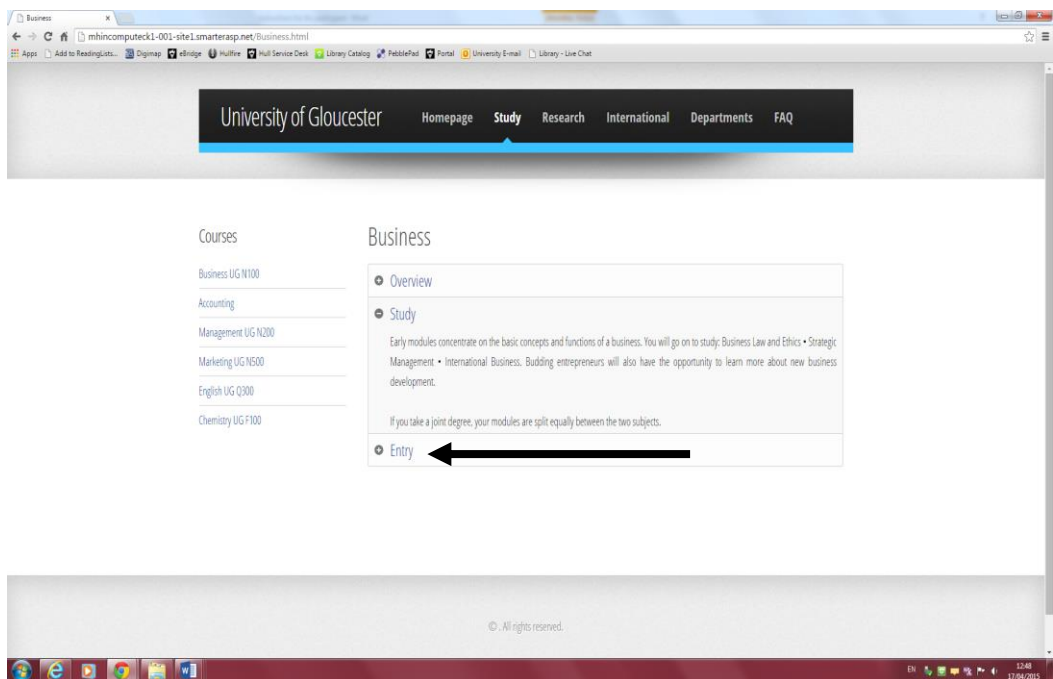 Business
mhincomputeck1-001-site1.smarterasp.net/Business.html
Apps Add to ReadingLists... Digimap eBridge Hullfire Hull Service Desk Library Catalog PebblePad Portal University E-mail Library - Live Chat
University of Gloucester Homepage Study Research International Departments FAQ
Courses
Business UG N100
Accounting
Management UG N200
Marketing UG N500
English UG Q300
Chemistry UG F100
Business
Overview
Study
Early modules concentrate on the basic concepts and functions of a business. You will go on to study: Business Law and Ethics • Strategic
Management • International Business. Budding entrepreneurs will also have the opportunity to learn more about new business
development.
If you take a joint degree, your modules are split equally between the two subjects.
Entry
© . All rights reserved.
EN 12:48
17/04/2015